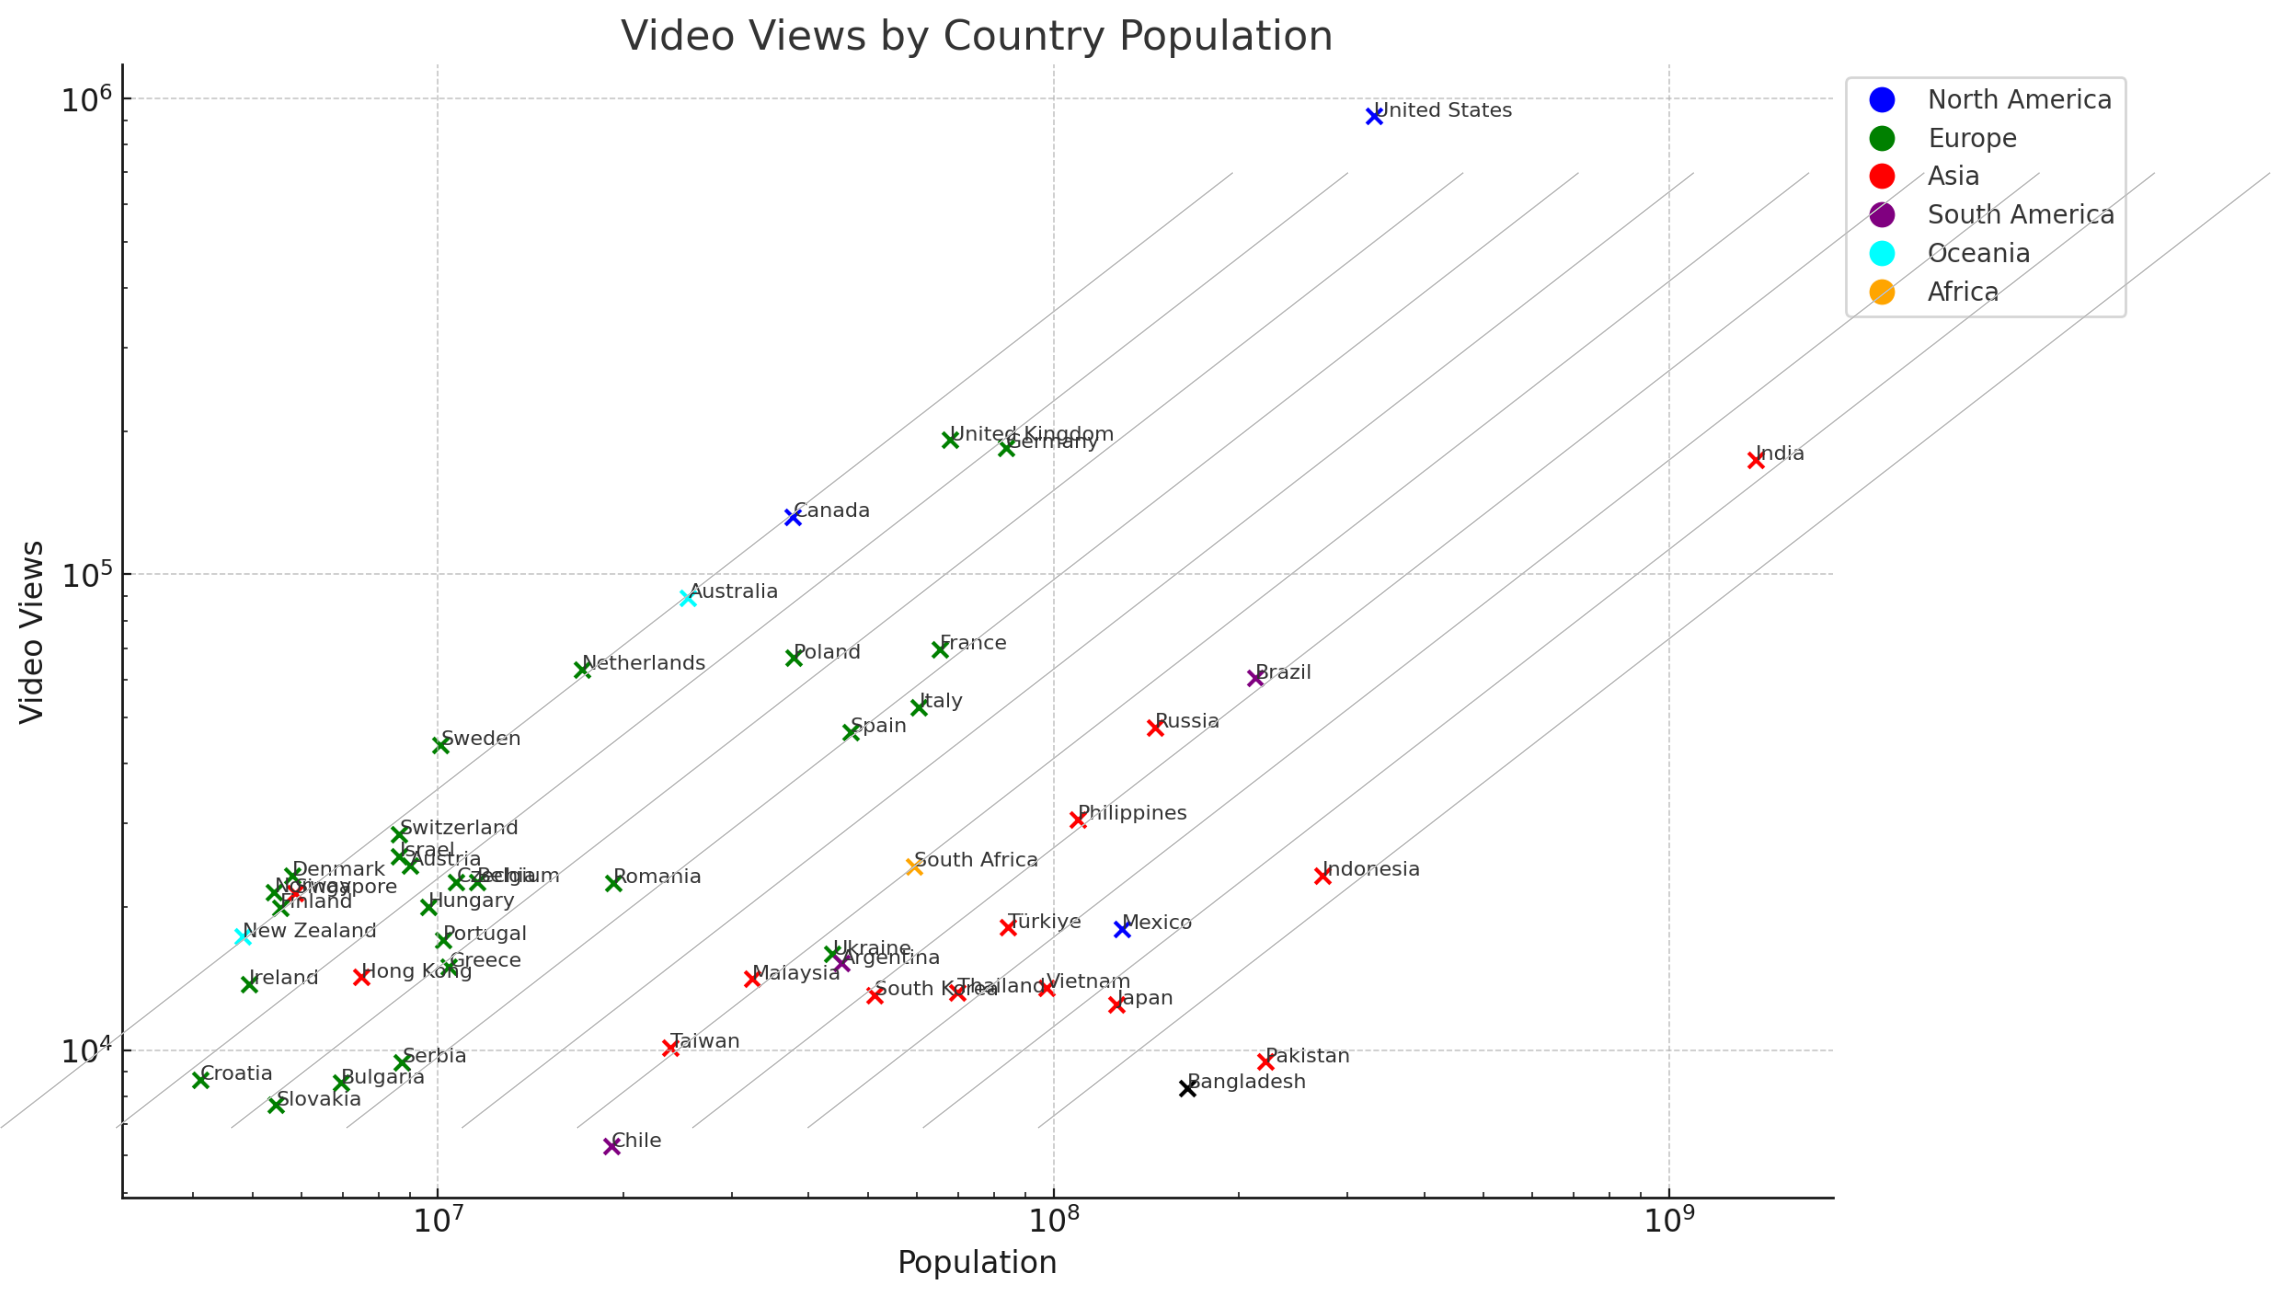 Video Views by Country Population
Video Views
10⁶
10⁵
10⁴
United States
United Kingdom
Germany
India
Canada
Australia
France
Poland
Netherlands
Brazil
Italy
Russia
Spain
Sweden
Philippines
Switzerland
Israel
Austria
South Africa
Denmark
Indonesia
Czechia
Belgium
Romania
Norway
Singapore
Finland
Hungary
Türkiye
Mexico
New Zealand
Portugal
Ukraine
Argentina
Greece
Hong Kong
Malaysia
Ireland
Vietnam
Thailand
South Korea
Japan
Taiwan
Serbia
Pakistan
Croatia
Bulgaria
Bangladesh
Slovakia
Chile
10⁷
10⁸
10⁹
Population
North America
Europe
Asia
South America
Oceania
Africa